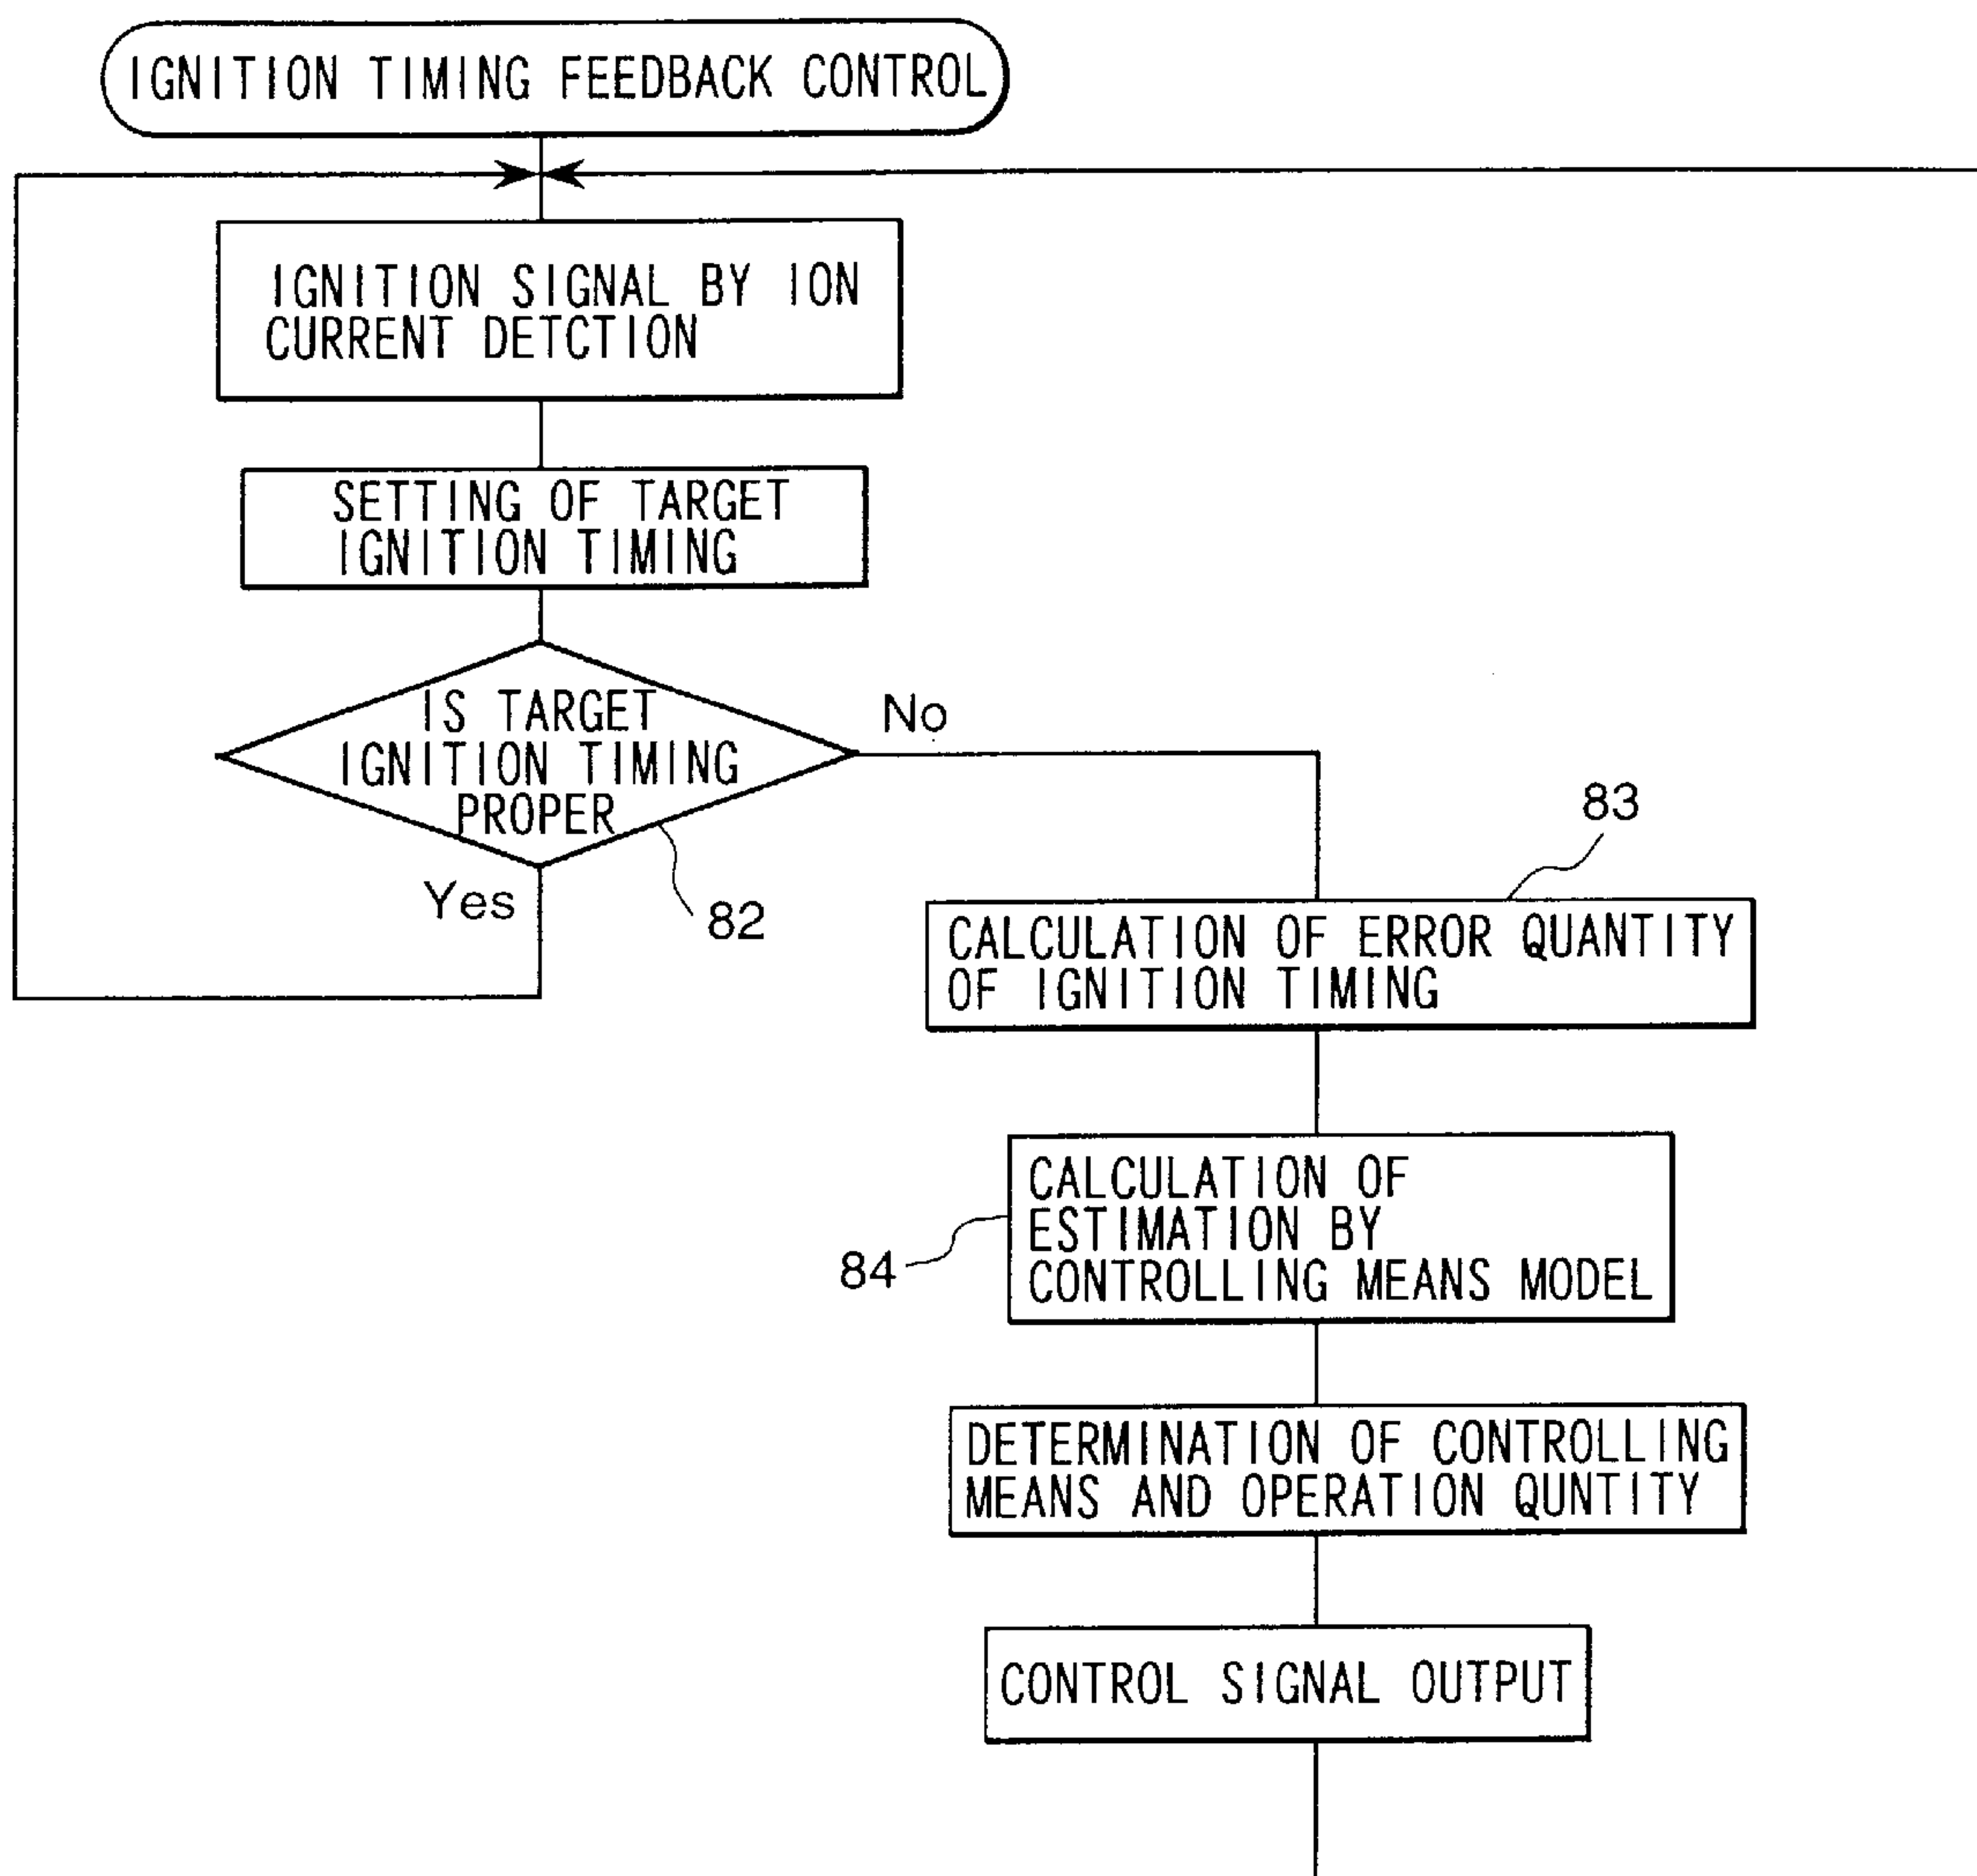 IGNITION TIMING FEEDBACK CONTROL
IGNITION SIGNAL BY ION
CURRENT DETCTION
SETTING OF TARGET
IGNITION TIMING
IS TARGET
IGNITION TIMING
PROPER
No
Yes
82
83
CALCULATION OF ERROR QUANTITY
OF IGNITION TIMING
84
CALCULATION OF
ESTIMATION BY
CONTROLLING MEANS MODEL
DETERMINATION OF CONTROLLING
MEANS AND OPERATION QUNTITY
CONTROL SIGNAL OUTPUT